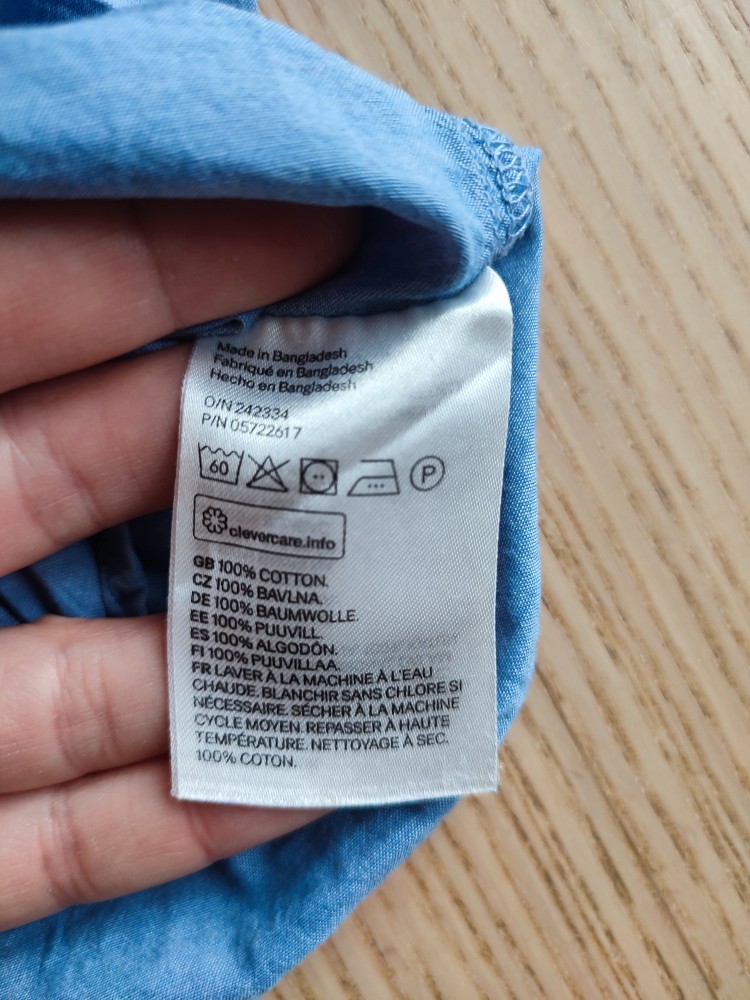 Made in Bangladesh
Fabriqué en Bangladesh
Hecho en Bangladesh
O/N 242334
P/N 05722617
60 P
clevercare.info
GB 100% COTTON.
CZ 100% BAVLNA.
DE 100% BAUMWOLLE.
EE 100% PUUVILL.
ES 100% ALGODÓN.
FI 100% PUUVILLAA.
FR LAVER À LA MACHINE À L'EAU
CHAUDE. BLANCHIR SANS CHLORE SI
NÉCESSAIRE. SÉCHER À LA MACHINE
CYCLE MOYEN. REPASSER À HAUTE
TEMPÉRATURE. NETTOYAGE À SEC.
100% COTON.